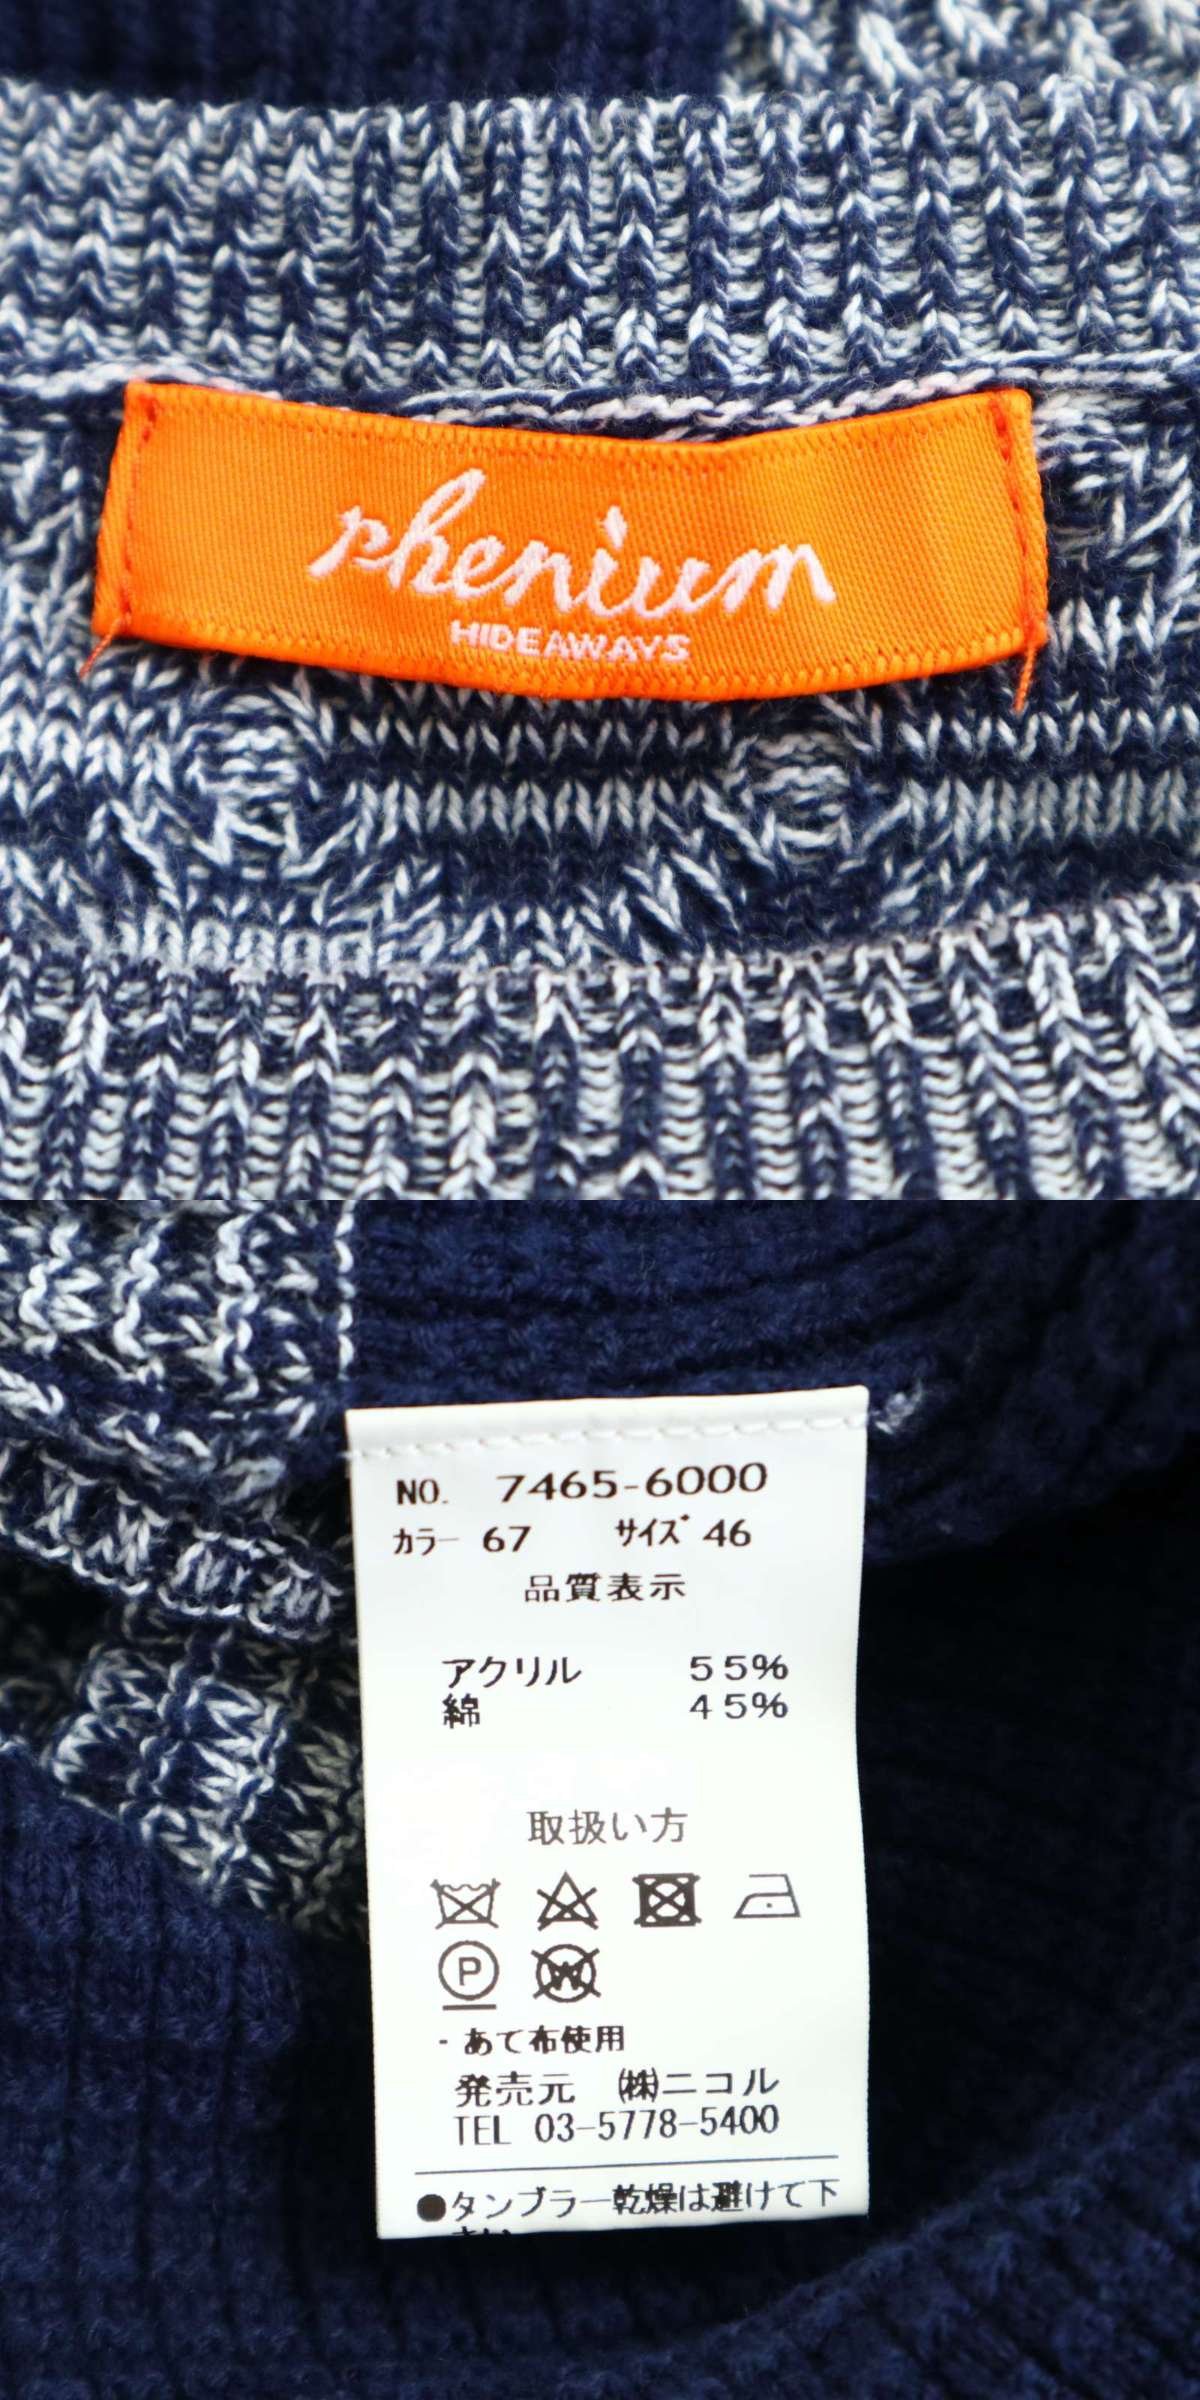 phenium
HIDEAWAYS
NO. 7465-6000
カラー 67 サイズ 46
品質表示
アクリル 55%
綿 45%
取扱い方
P W
- あて布使用
発売元 ㈱ニコル
TEL 03-5778-5400
●タンブラー乾燥は避けて下